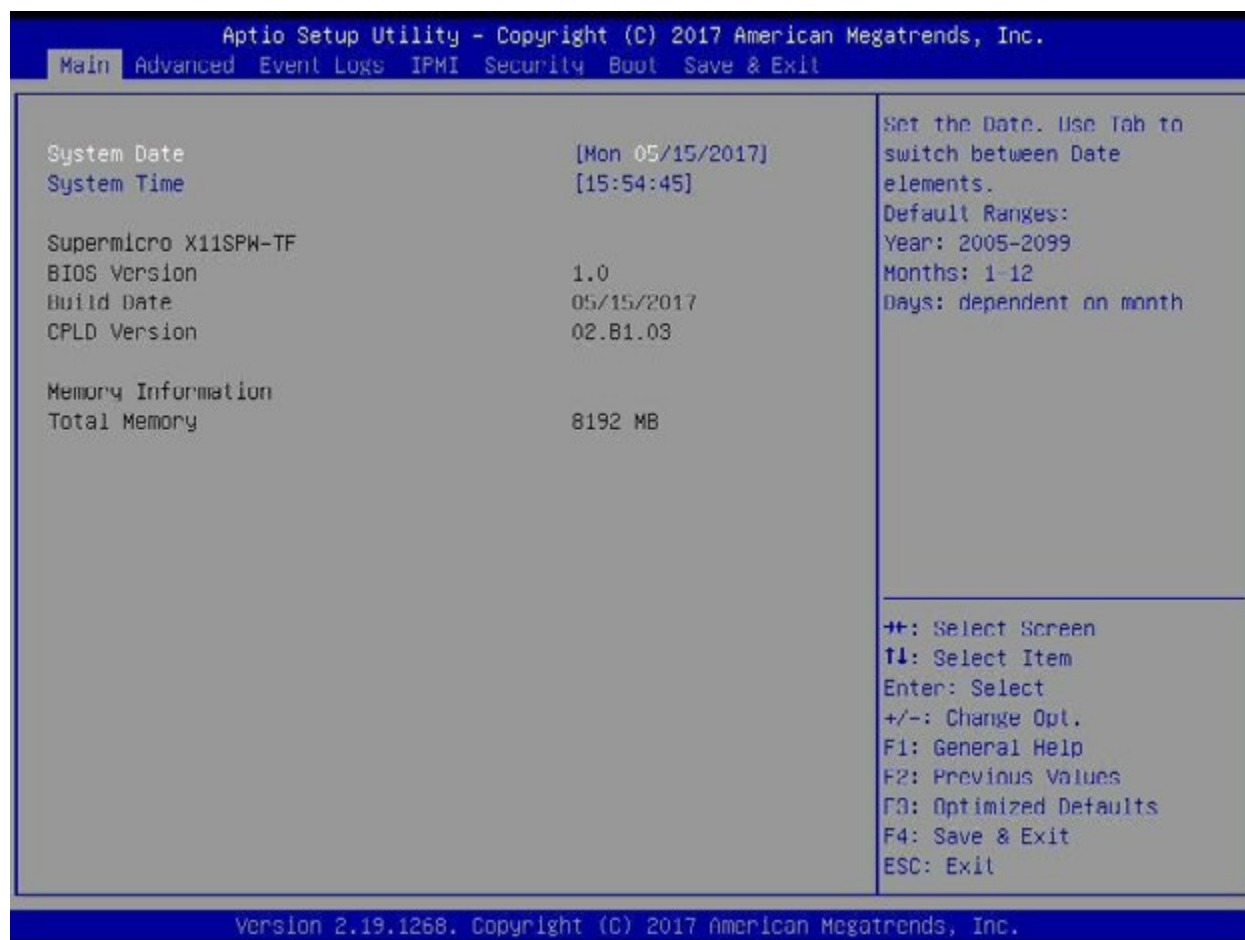 Aptio Setup Utility - Copyright (C) 2017 American Megatrends, Inc.
Main Advanced Event Logs IPMI Security Boot Save & Exit
System Date [Mon 05/15/2017]
System Time [15:54:45]
Supermicro X11SPW-TF
BIOS Version 1.0
Build Date 05/15/2017
CPLD Version 02.B1.03
Memory Information
Total Memory 8192 MB
Set the Date. Use Tab to
switch between Date
elements.
Default Ranges:
Year: 2005-2099
Months: 1-12
Days: dependent on month
→←: Select Screen
↑↓: Select Item
Enter: Select
+/-: Change Opt.
F1: General Help
F2: Previous Values
F3: Optimized Defaults
F4: Save & Exit
ESC: Exit
Version 2.19.1268. Copyright (C) 2017 American Megatrends, Inc.